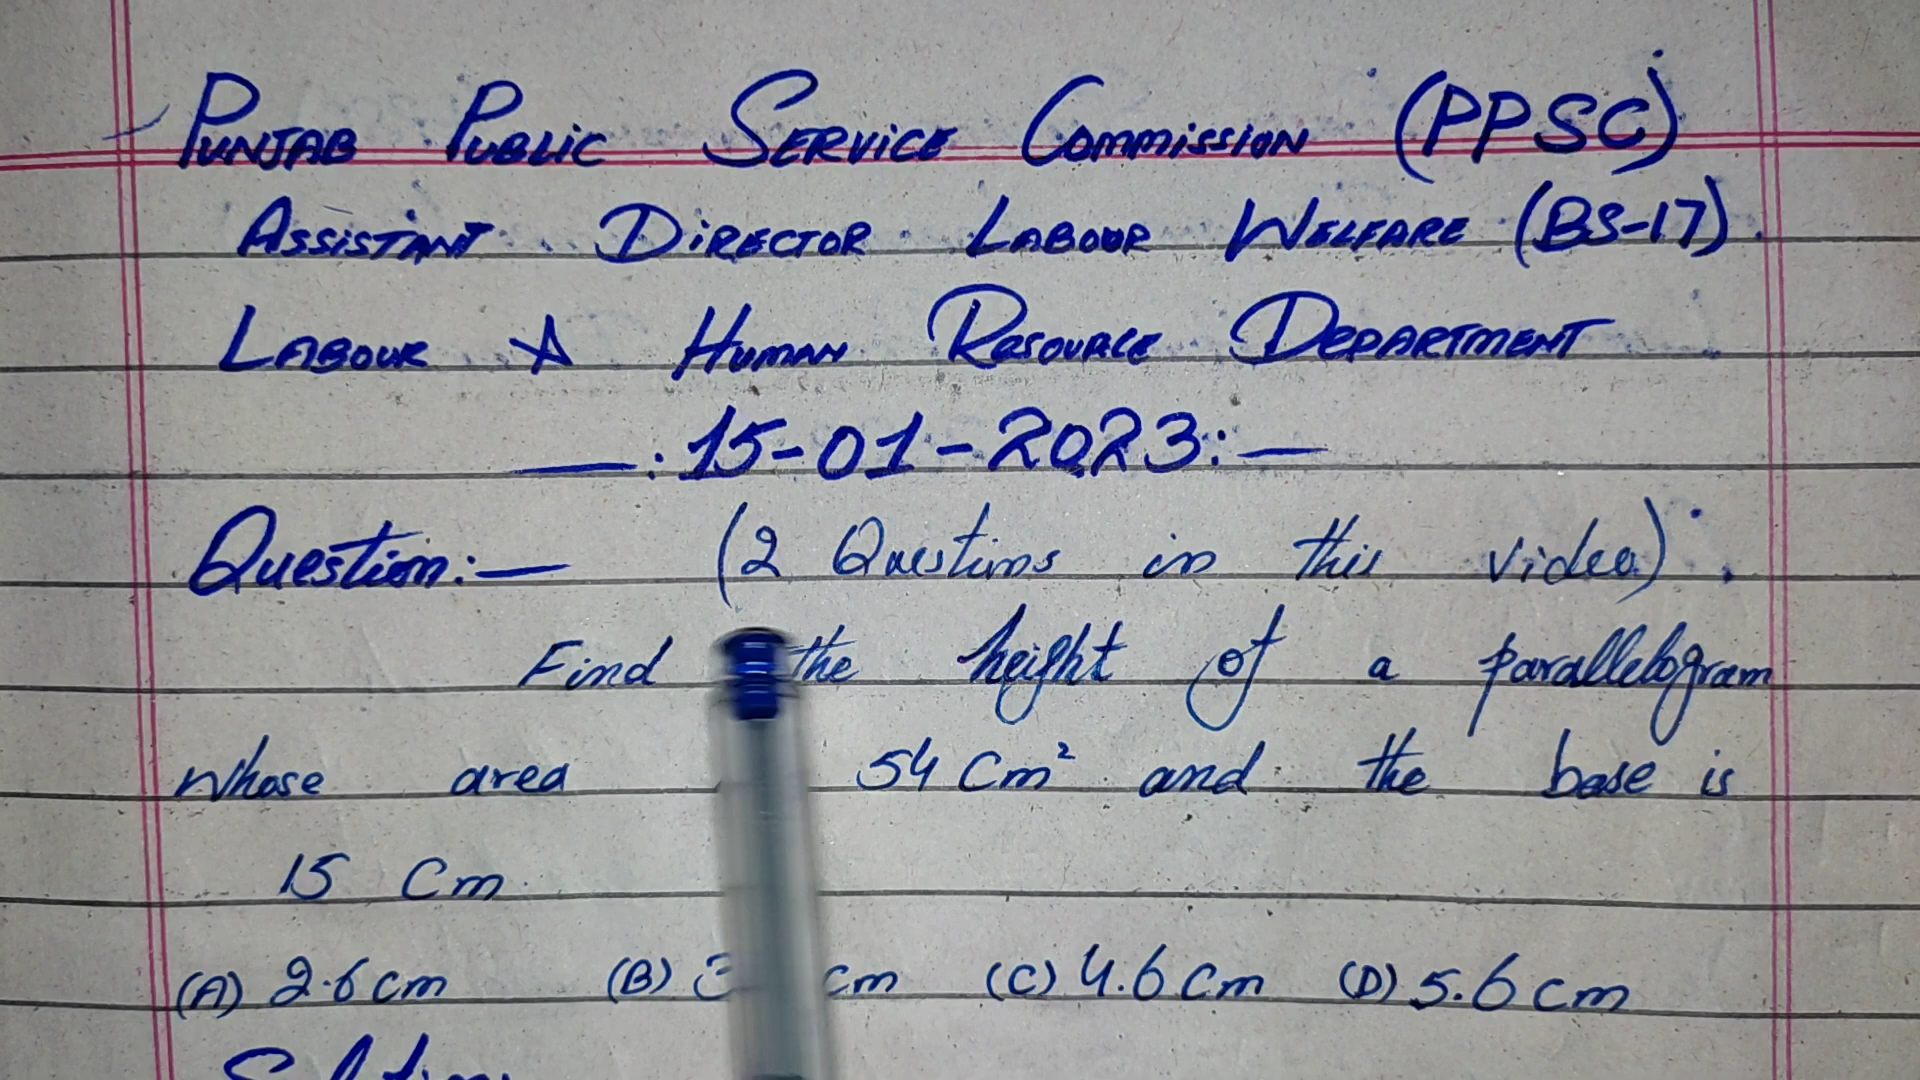 PUNJAB PUBLIC SERVICE COMMISSION (PPSC)
ASSISTANT DIRECTOR LABOUR WELFARE (BS-17).
LABOUR & HUMAN RESOURCE DEPARTMENT
—:15-01-2023:—
Question:— (2 Questions in this video).
Find the height of a parallelogram
whose area 54 Cm² and the base is
15 Cm.
(A) 2.6 cm (B) cm (C) 4.6 Cm (D) 5.6 cm